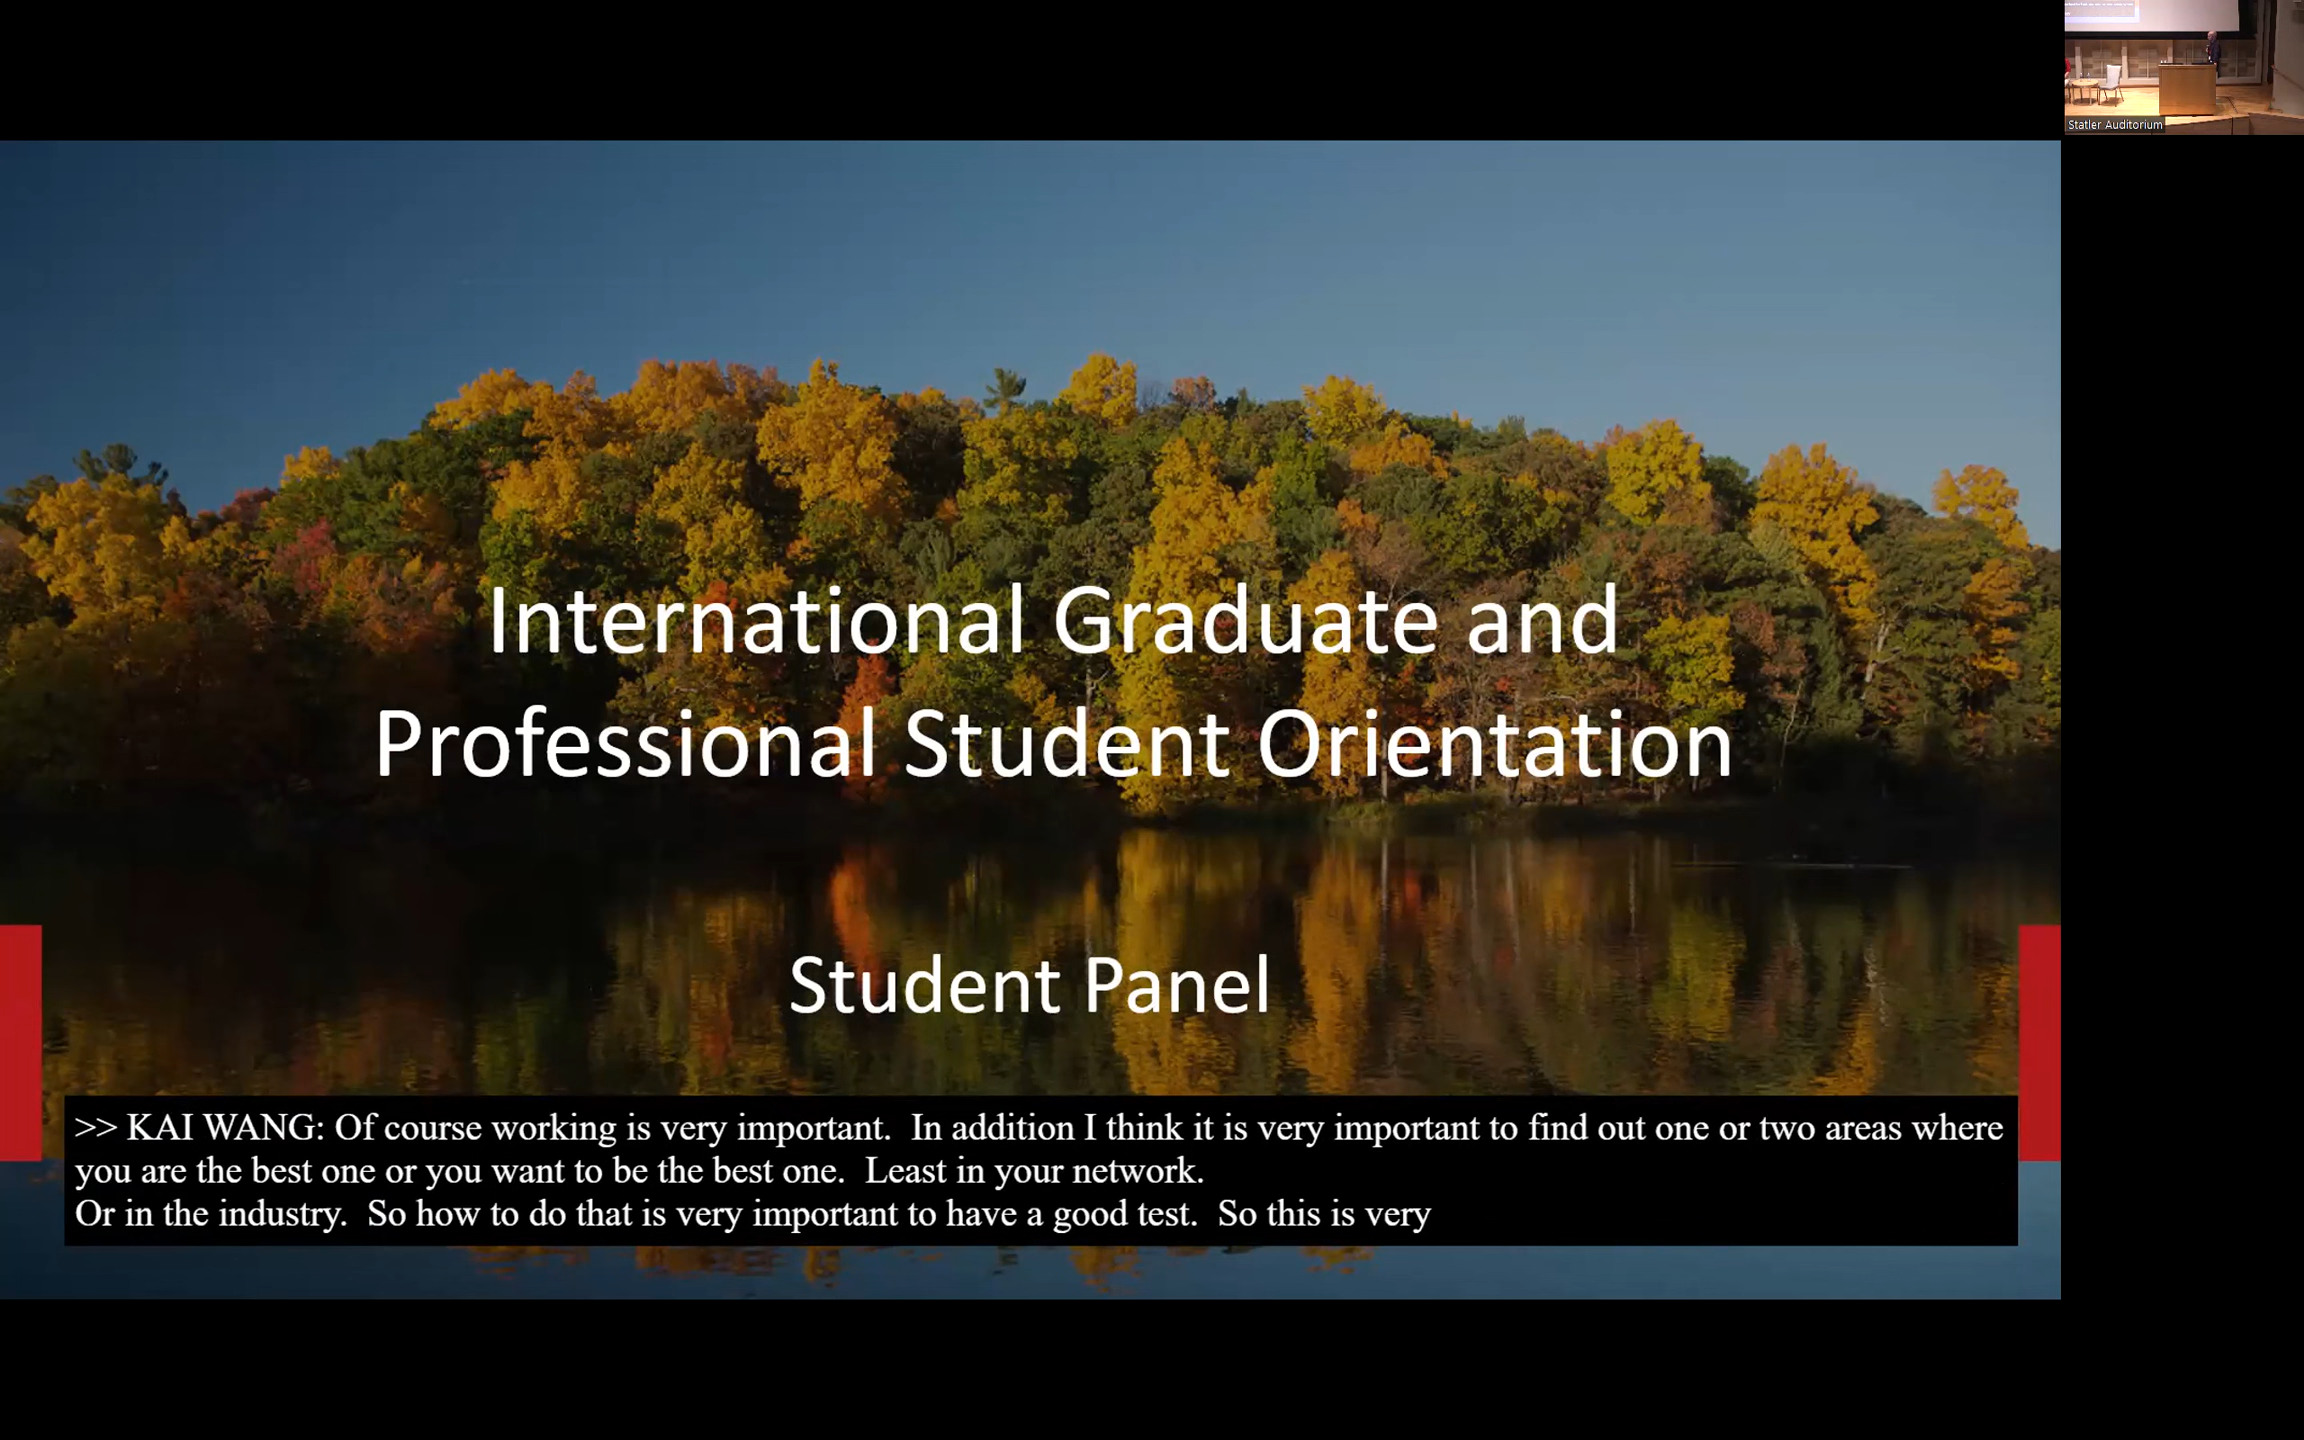 Statler Auditorium
International Graduate and
Professional Student Orientation
Student Panel
>> KAI WANG: Of course working is very important.  In addition I think it is very important to find out one or two areas where
you are the best one or you want to be the best one.  Least in your network.
Or in the industry.  So how to do that is very important to have a good test.  So this is very